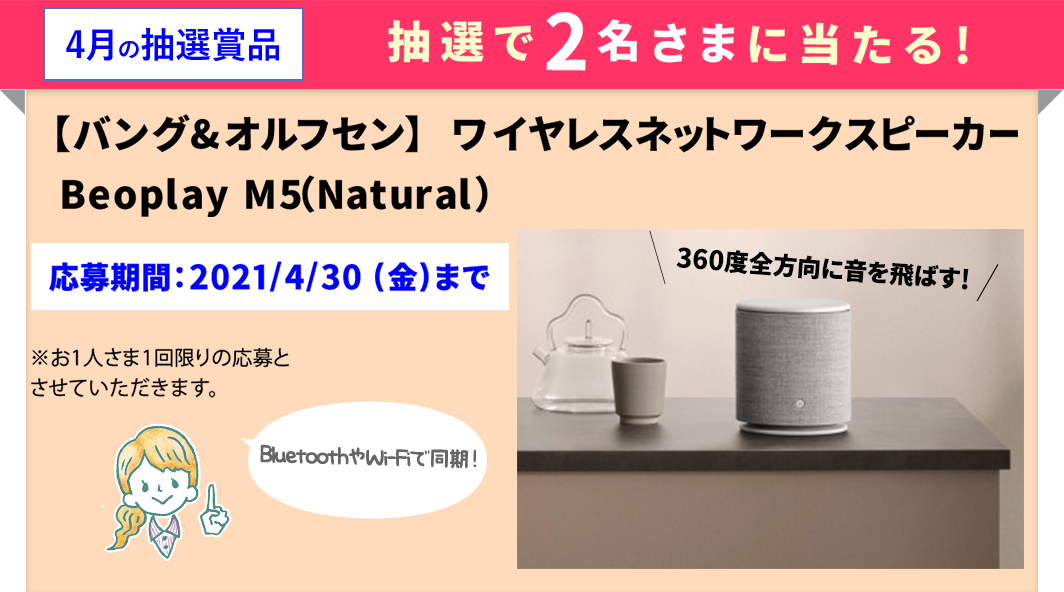 4月の抽選賞品
抽選で2名さまに当たる!
【バング&オルフセン】 ワイヤレスネットワークスピーカー
Beoplay M5(Natural)
応募期間:2021/4/30 (金)まで
360度全方向に音を飛ばす!
※お1人さま1回限りの応募と
させていただきます。
BluetoothやWi-Fiで同期!